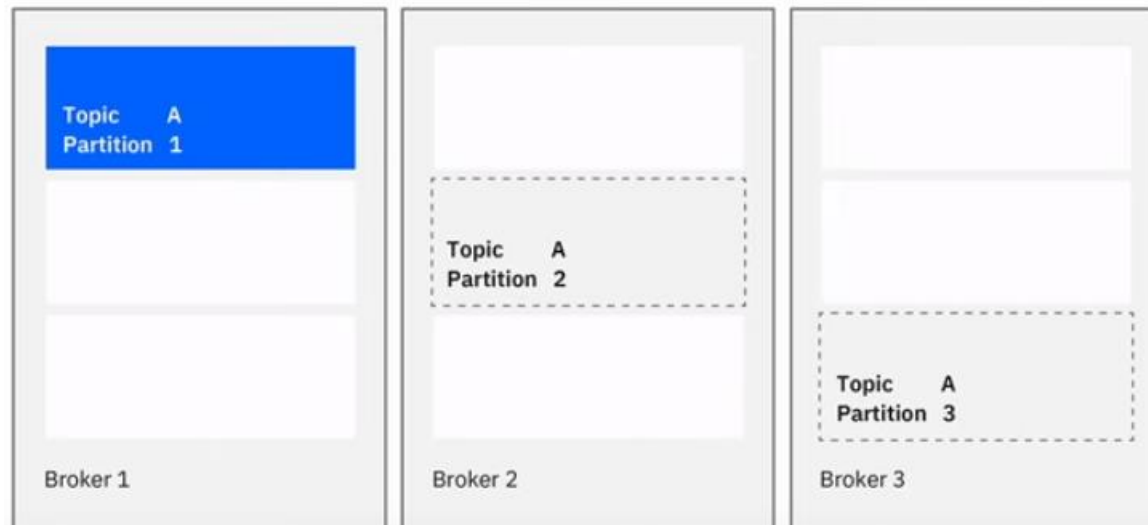 Topic A
Partition 1
Broker 1
Topic A
Partition 2
Broker 2
Topic A
Partition 3
Broker 3